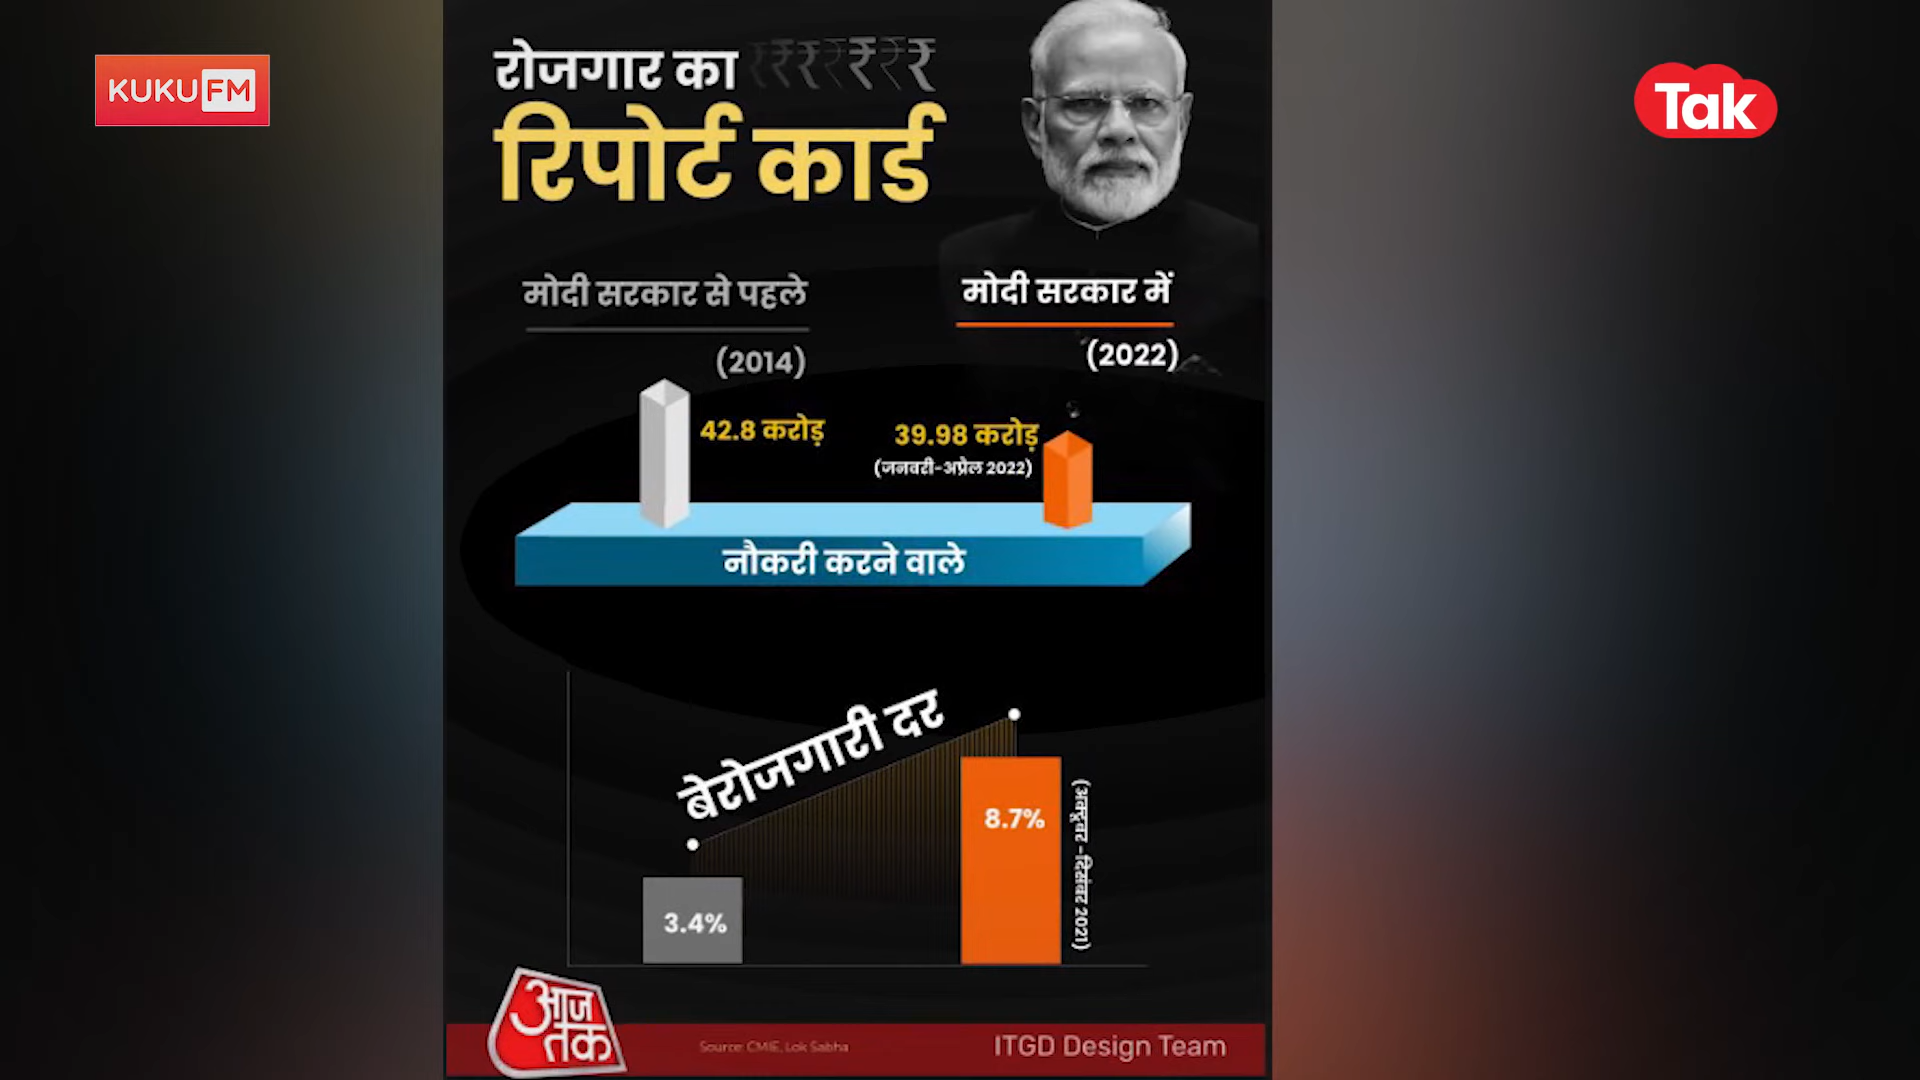 KUKU FM
Tak
रोजगार का
रिपोर्ट कार्ड
मोदी सरकार से पहले
(2014)
मोदी सरकार में
(2022)
42.8 करोड़
39.98 करोड़
(जनवरी-अप्रेल 2022)
नौकरी करने वाले
बेरोजगारी दर
3.4%
8.7%
(अक्टूबर - दिसंबर 2021)
आज
तक
Source: CMIE, Lok Sabha
ITGD Design Team